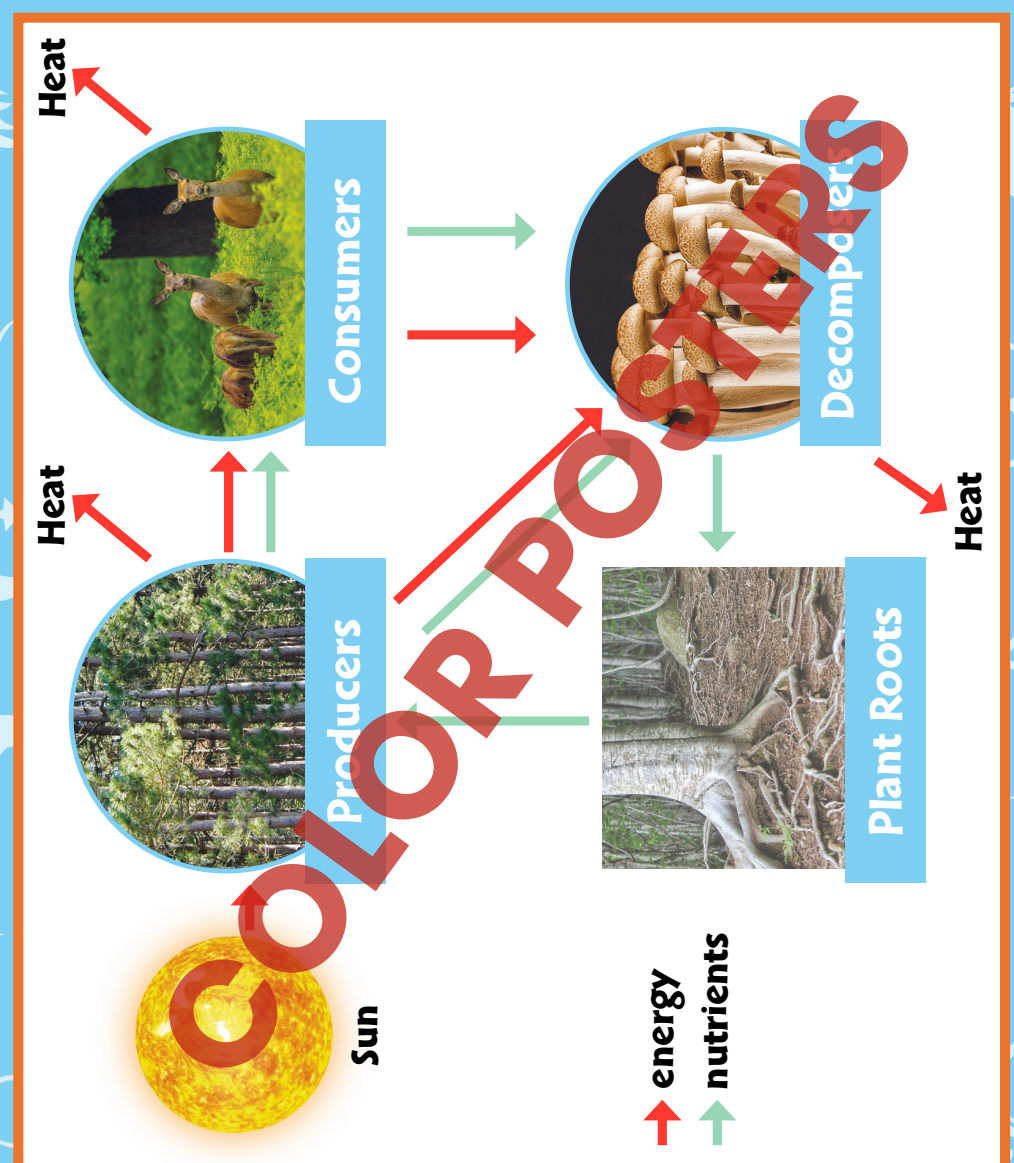 Heat
Heat
Sun
Producers
Consumers
energy
nutrients
Plant Roots
Decomposers
Heat
COLOR POSTERS